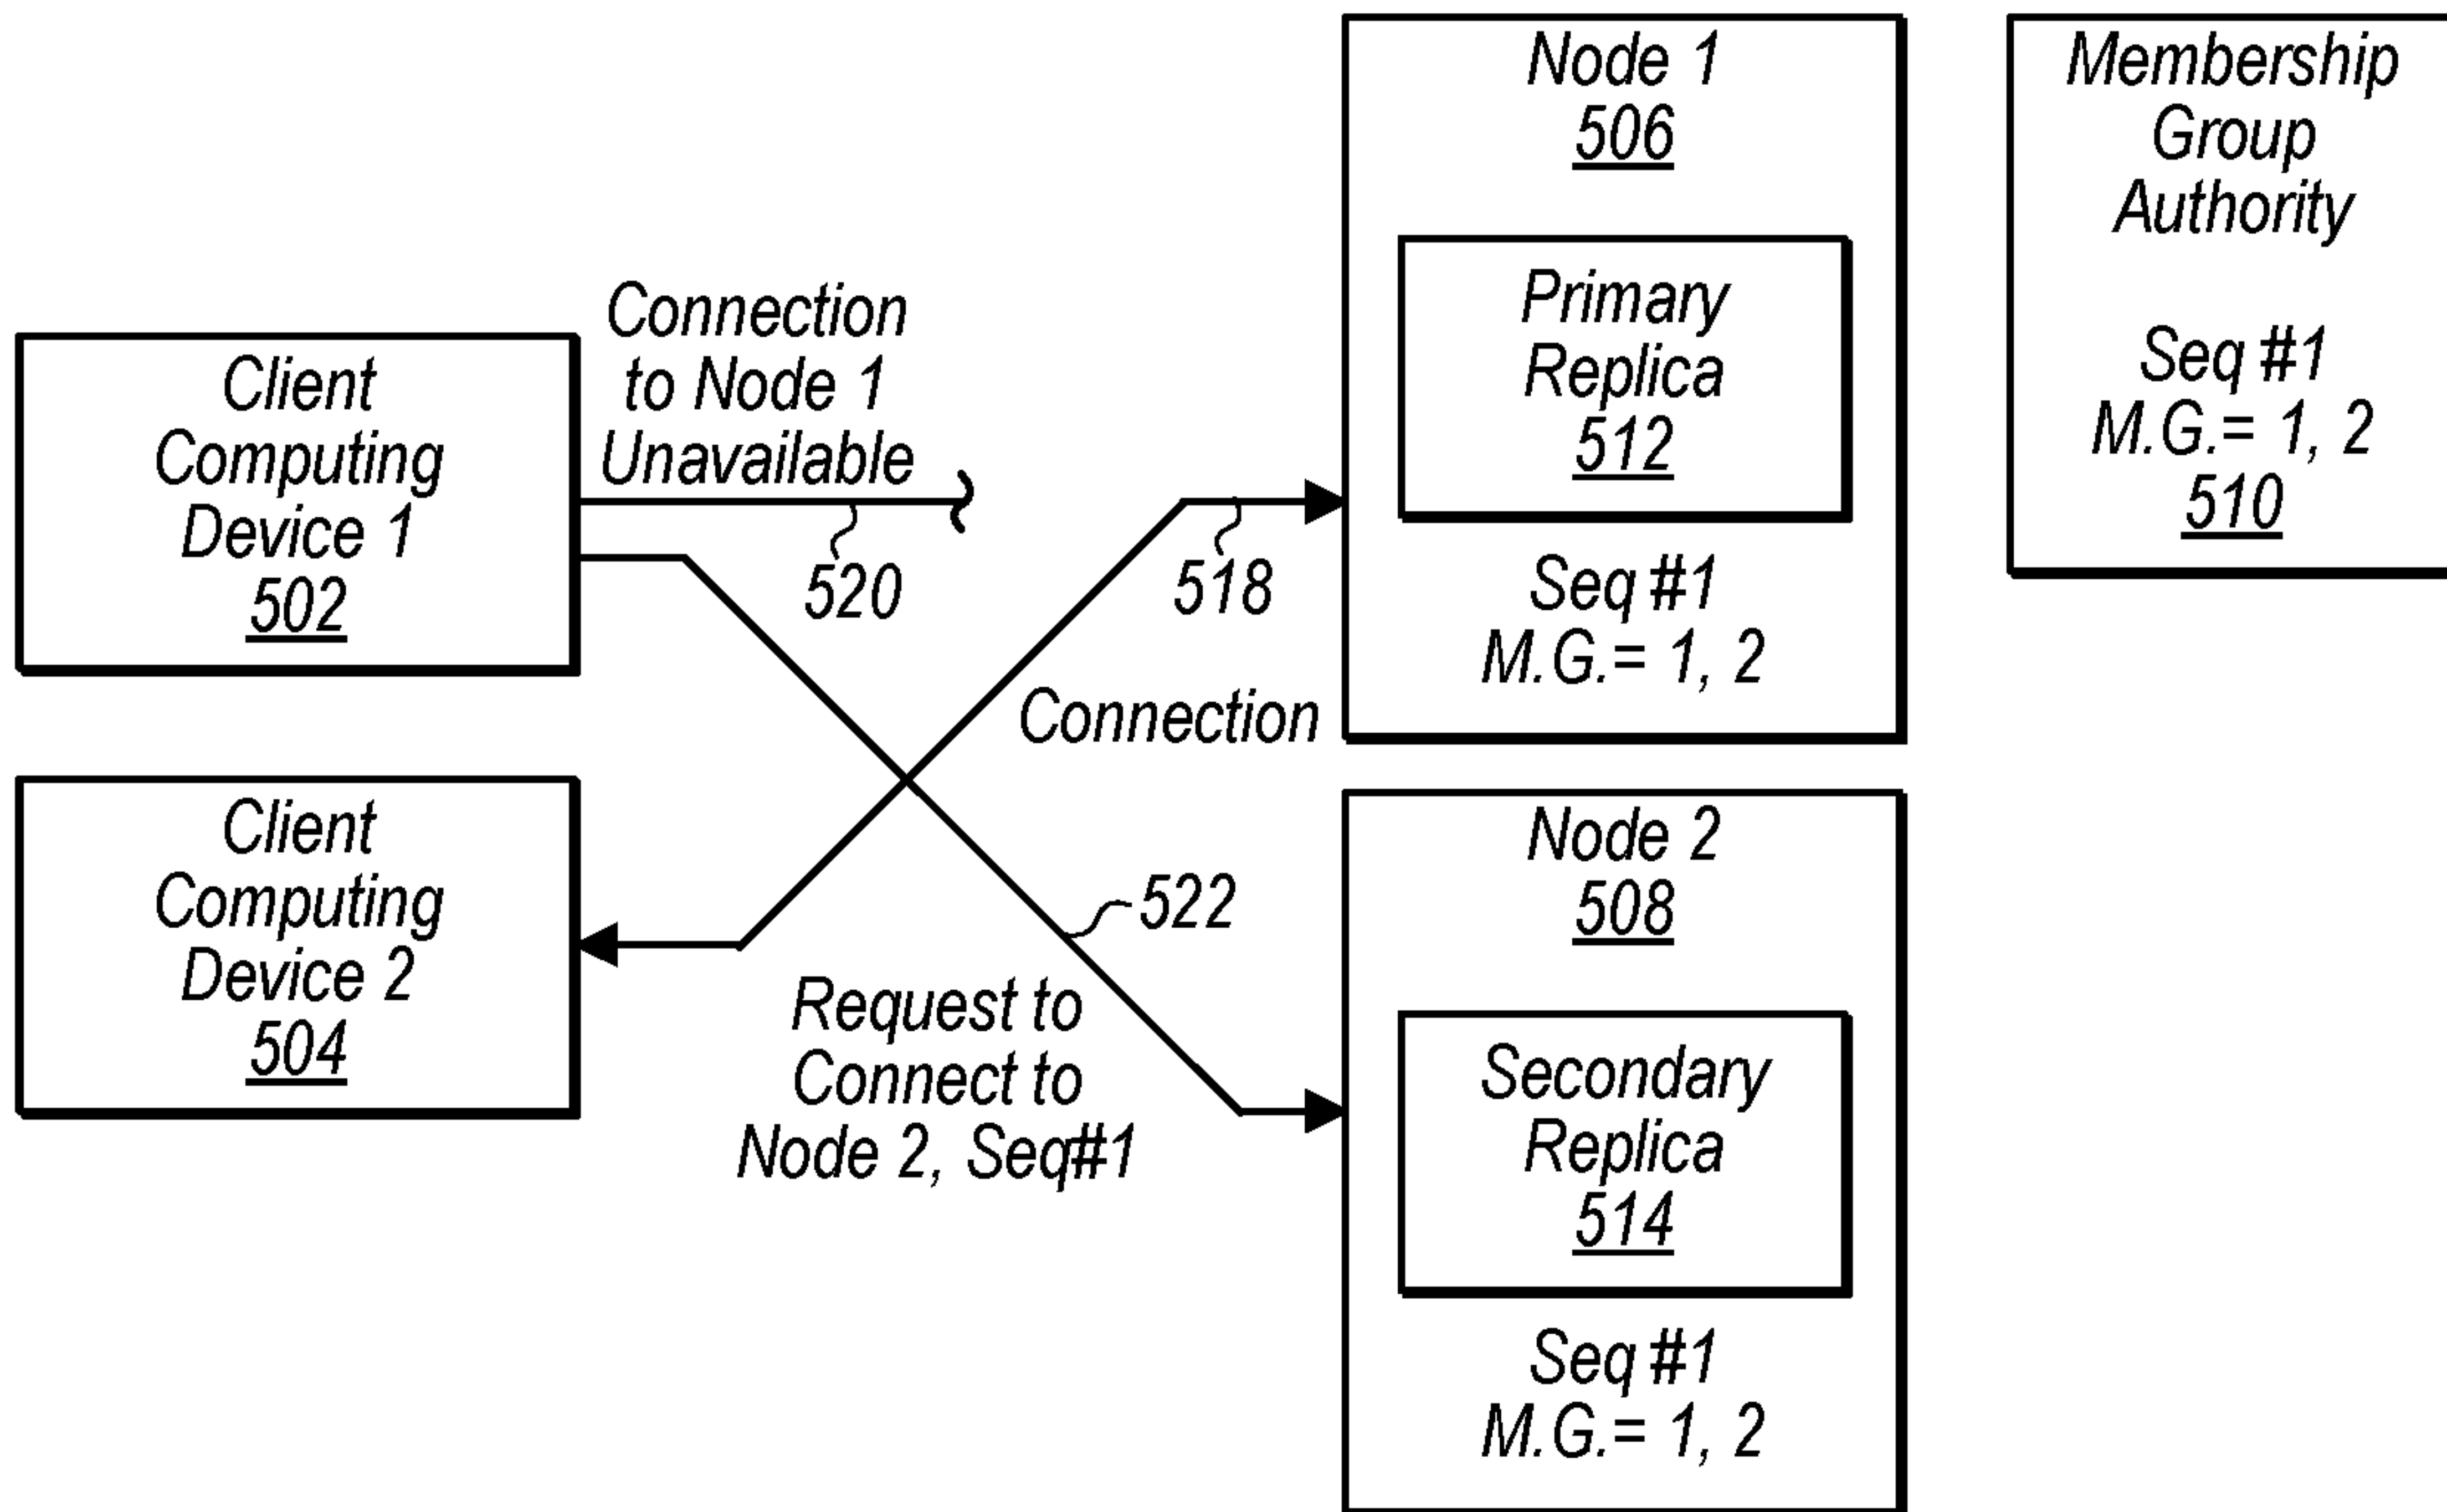 Client
Computing
Device 1
502
Connection
to Node 1
Unavailable
520
518
Connection
Node 1
506
Primary
Replica
512
Seq #1
M.G.= 1, 2
Membership
Group
Authority
Seq #1
M.G.= 1, 2
510
Client
Computing
Device 2
504
522
Request to
Connect to
Node 2, Seq#1
Node 2
508
Secondary
Replica
514
Seq #1
M.G.= 1, 2